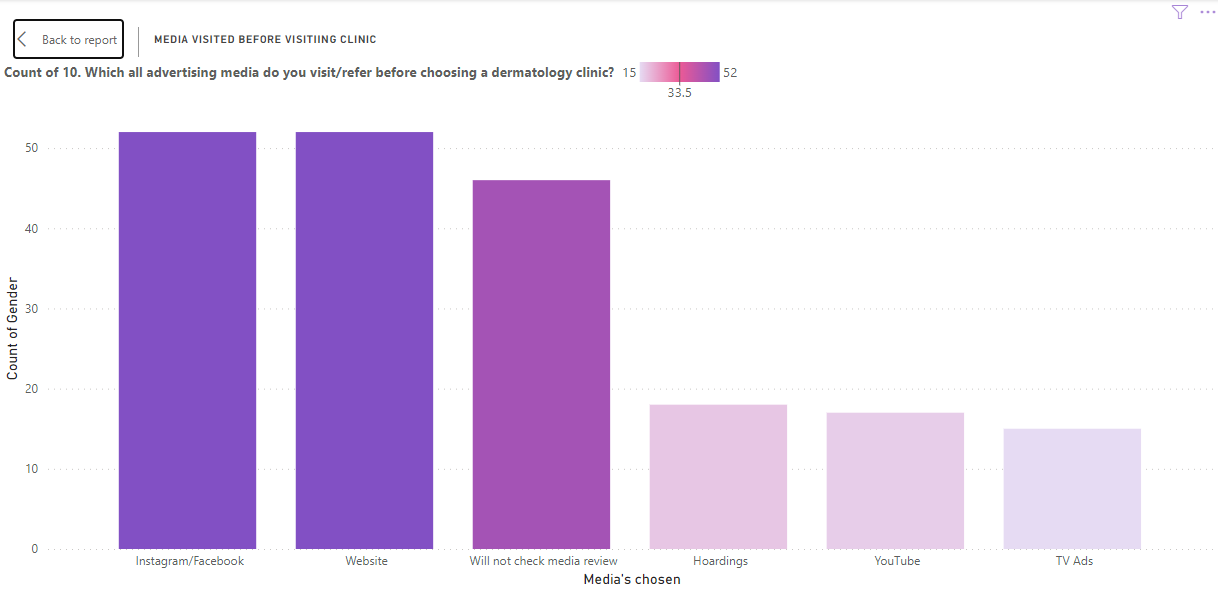 Back to report
MEDIA VISITED BEFORE VISITIING CLINIC
Count of 10. Which all advertising media do you visit/refer before choosing a dermatology clinic? 15 52
33.5
Count of Gender
50
40
30
20
10
0
Instagram/Facebook Website Will not check media review Hoardings YouTube TV Ads
Media's chosen